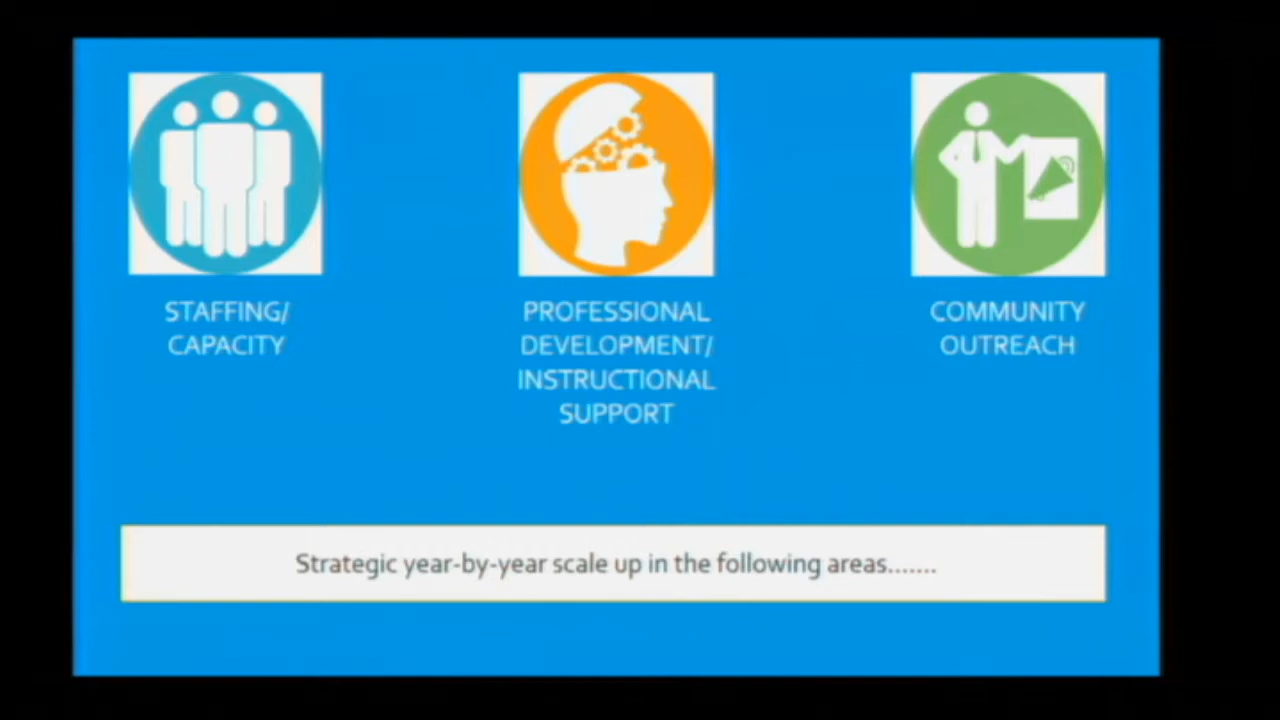 STAFFING/
CAPACITY
PROFESSIONAL
DEVELOPMENT/
INSTRUCTIONAL
SUPPORT
COMMUNITY
OUTREACH
Strategic year-by-year scale up in the following areas.......